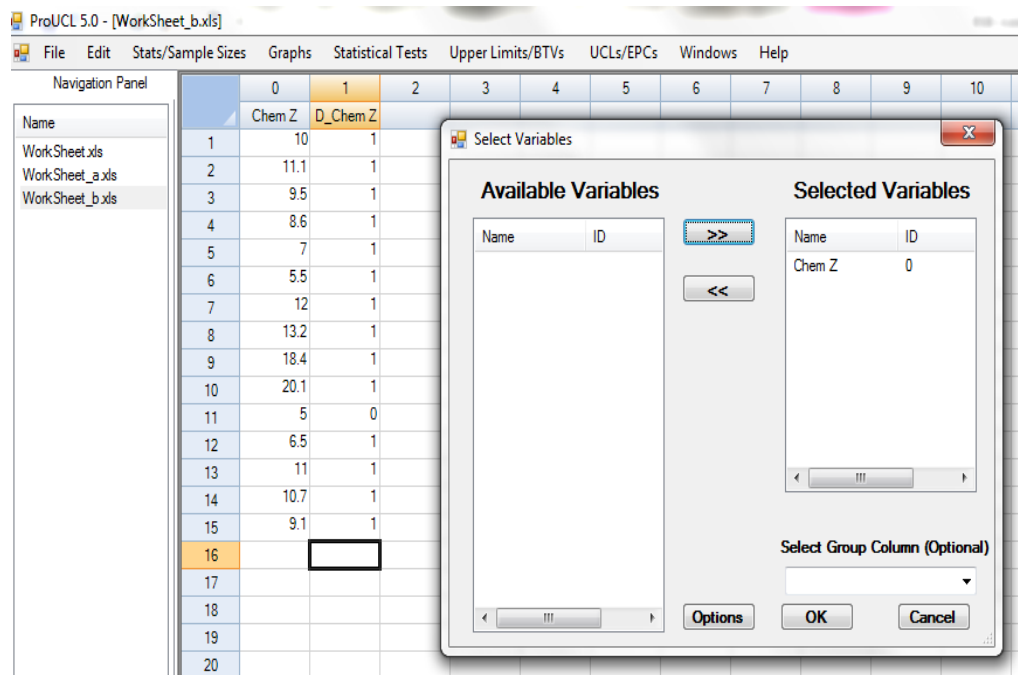 ProUCL 5.0 - [WorkSheet_b.xls]
File Edit Stats/Sample Sizes Graphs Statistical Tests Upper Limits/BTVs UCLs/EPCs Windows Help
Navigation Panel
Name
WorkSheet.xls
WorkSheet_a.xls
WorkSheet_b.xls
0 1 2 3 4 5 6 7 8 9 10
Chem Z D_Chem Z
1 10 1
2 11.1 1
3 9.5 1
4 8.6 1
5 7 1
6 5.5 1
7 12 1
8 13.2 1
9 18.4 1
10 20.1 1
11 5 0
12 6.5 1
13 11 1
14 10.7 1
15 9.1 1
16
17
18
19
20
Select Variables
X
Available Variables
Name ID
>>
<<
Selected Variables
Name ID
Chem Z 0
Select Group Column (Optional)
Options OK Cancel